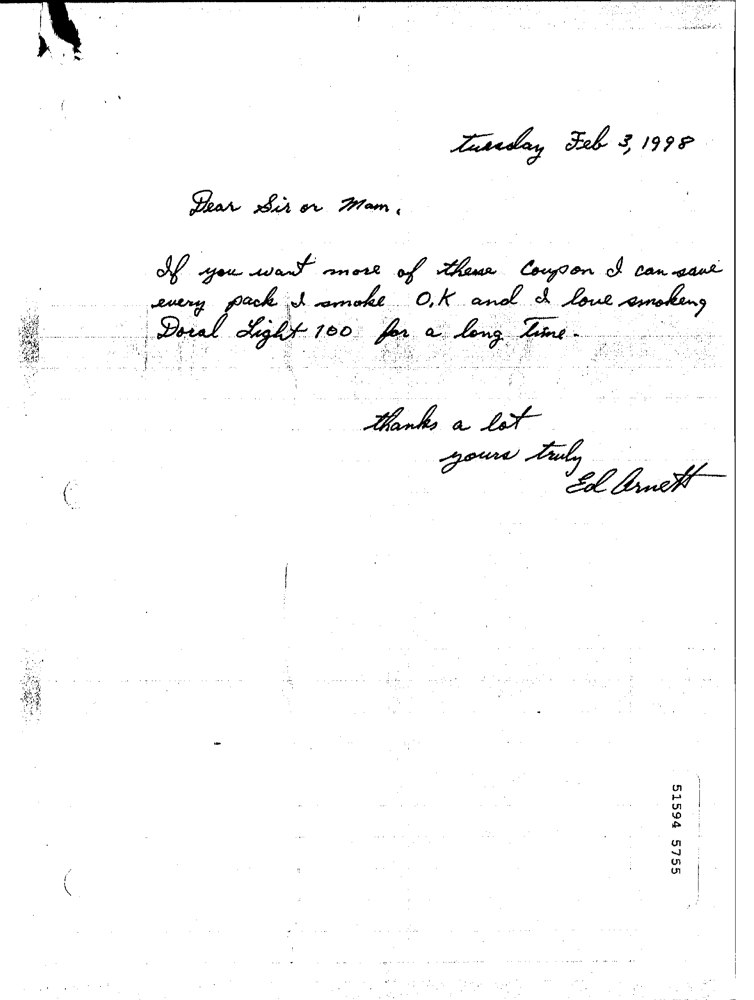 tuesday Feb 3, 1998
Dear Sir or Mam,
If you want more of these Coupon I can save
every pack I smoke O.K and I love smokeng
Doral Light 100 for a long time.
thanks a lot
yours truly
Ed Arnett
51594 5755